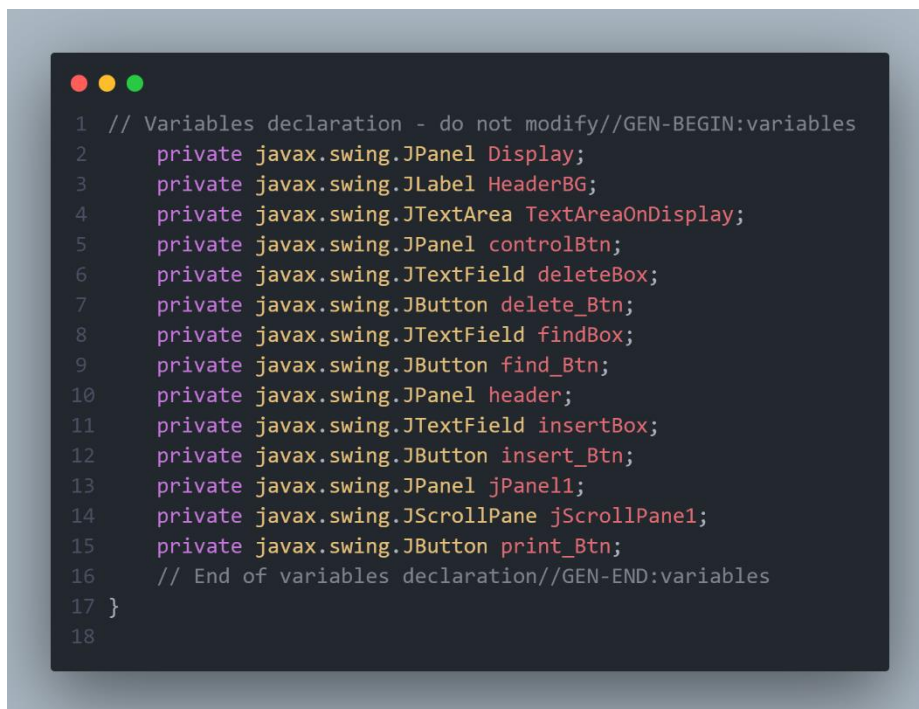 1 // Variables declaration - do not modify//GEN-BEGIN:variables
2     private javax.swing.JPanel Display;
3     private javax.swing.JLabel HeaderBG;
4     private javax.swing.JTextArea TextAreaOnDisplay;
5     private javax.swing.JPanel controlBtn;
6     private javax.swing.JTextField deleteBox;
7     private javax.swing.JButton delete_Btn;
8     private javax.swing.JTextField findBox;
9     private javax.swing.JButton find_Btn;
10     private javax.swing.JPanel header;
11     private javax.swing.JTextField insertBox;
12     private javax.swing.JButton insert_Btn;
13     private javax.swing.JPanel jPanel1;
14     private javax.swing.JScrollPane jScrollPane1;
15     private javax.swing.JButton print_Btn;
16     // End of variables declaration//GEN-END:variables
17 }
18